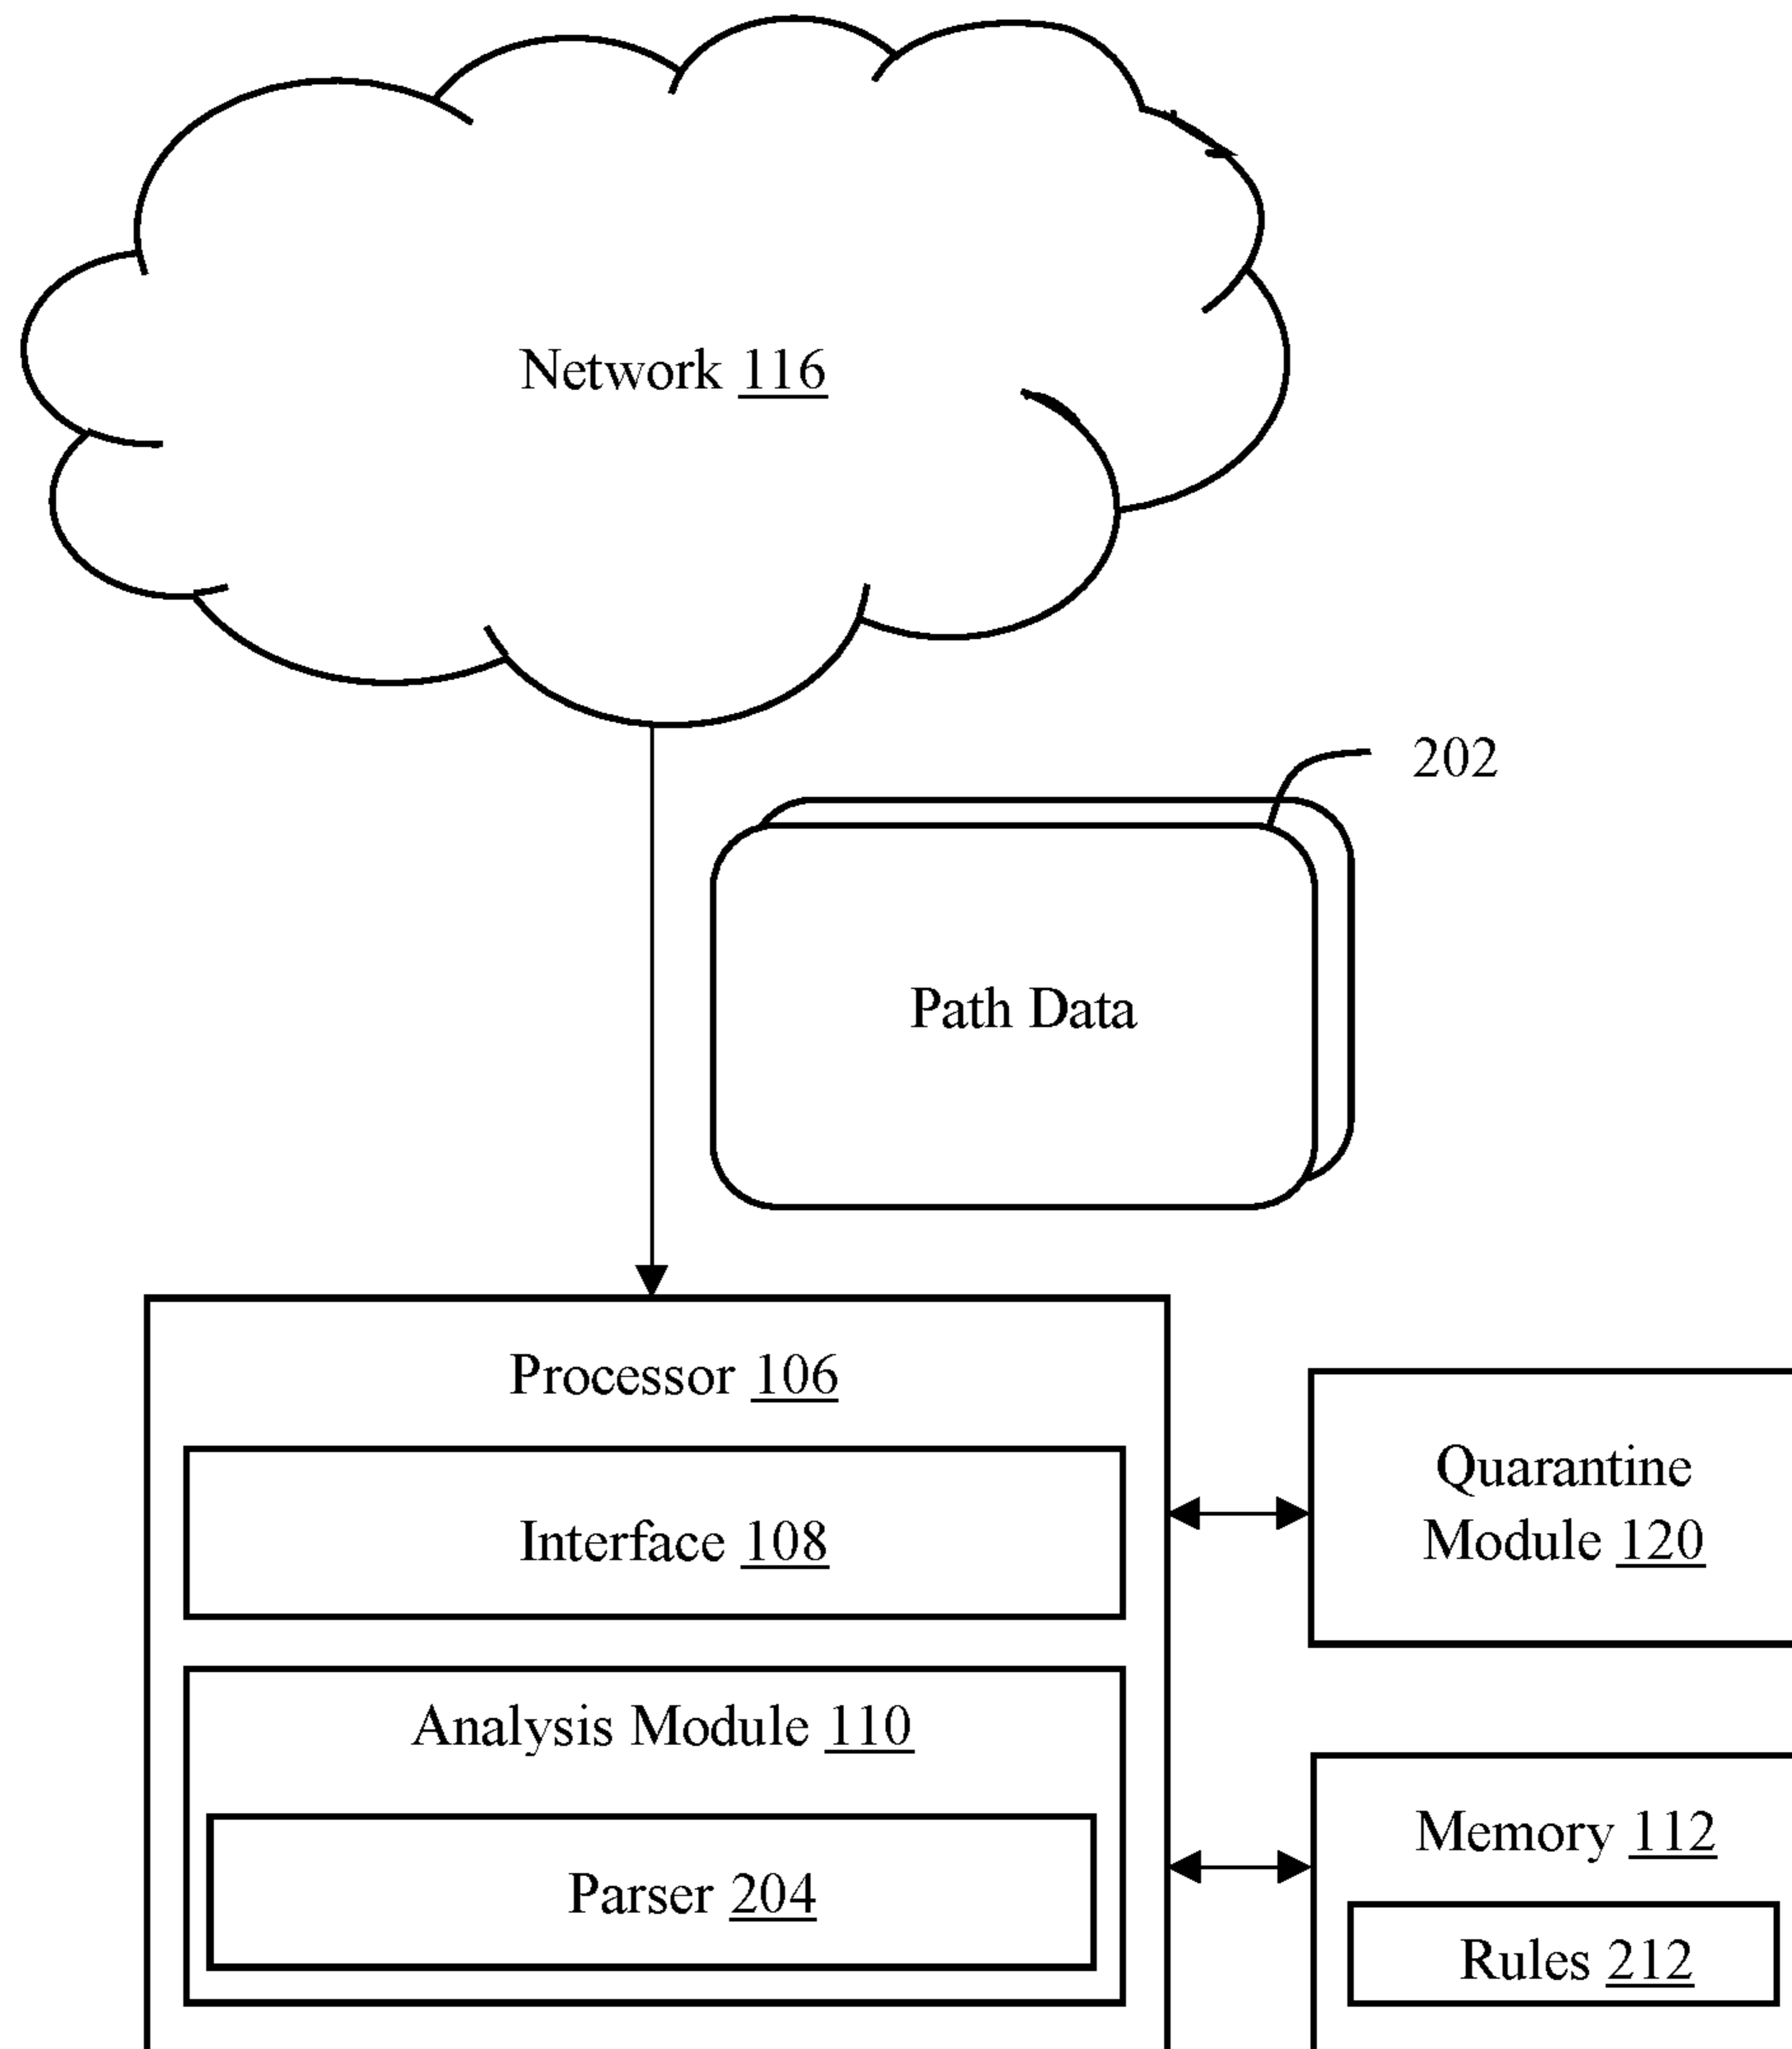 Network 116
202
Path Data
Processor 106
Interface 108
Analysis Module 110
Parser 204
Quarantine
Module 120
Memory 112
Rules 212